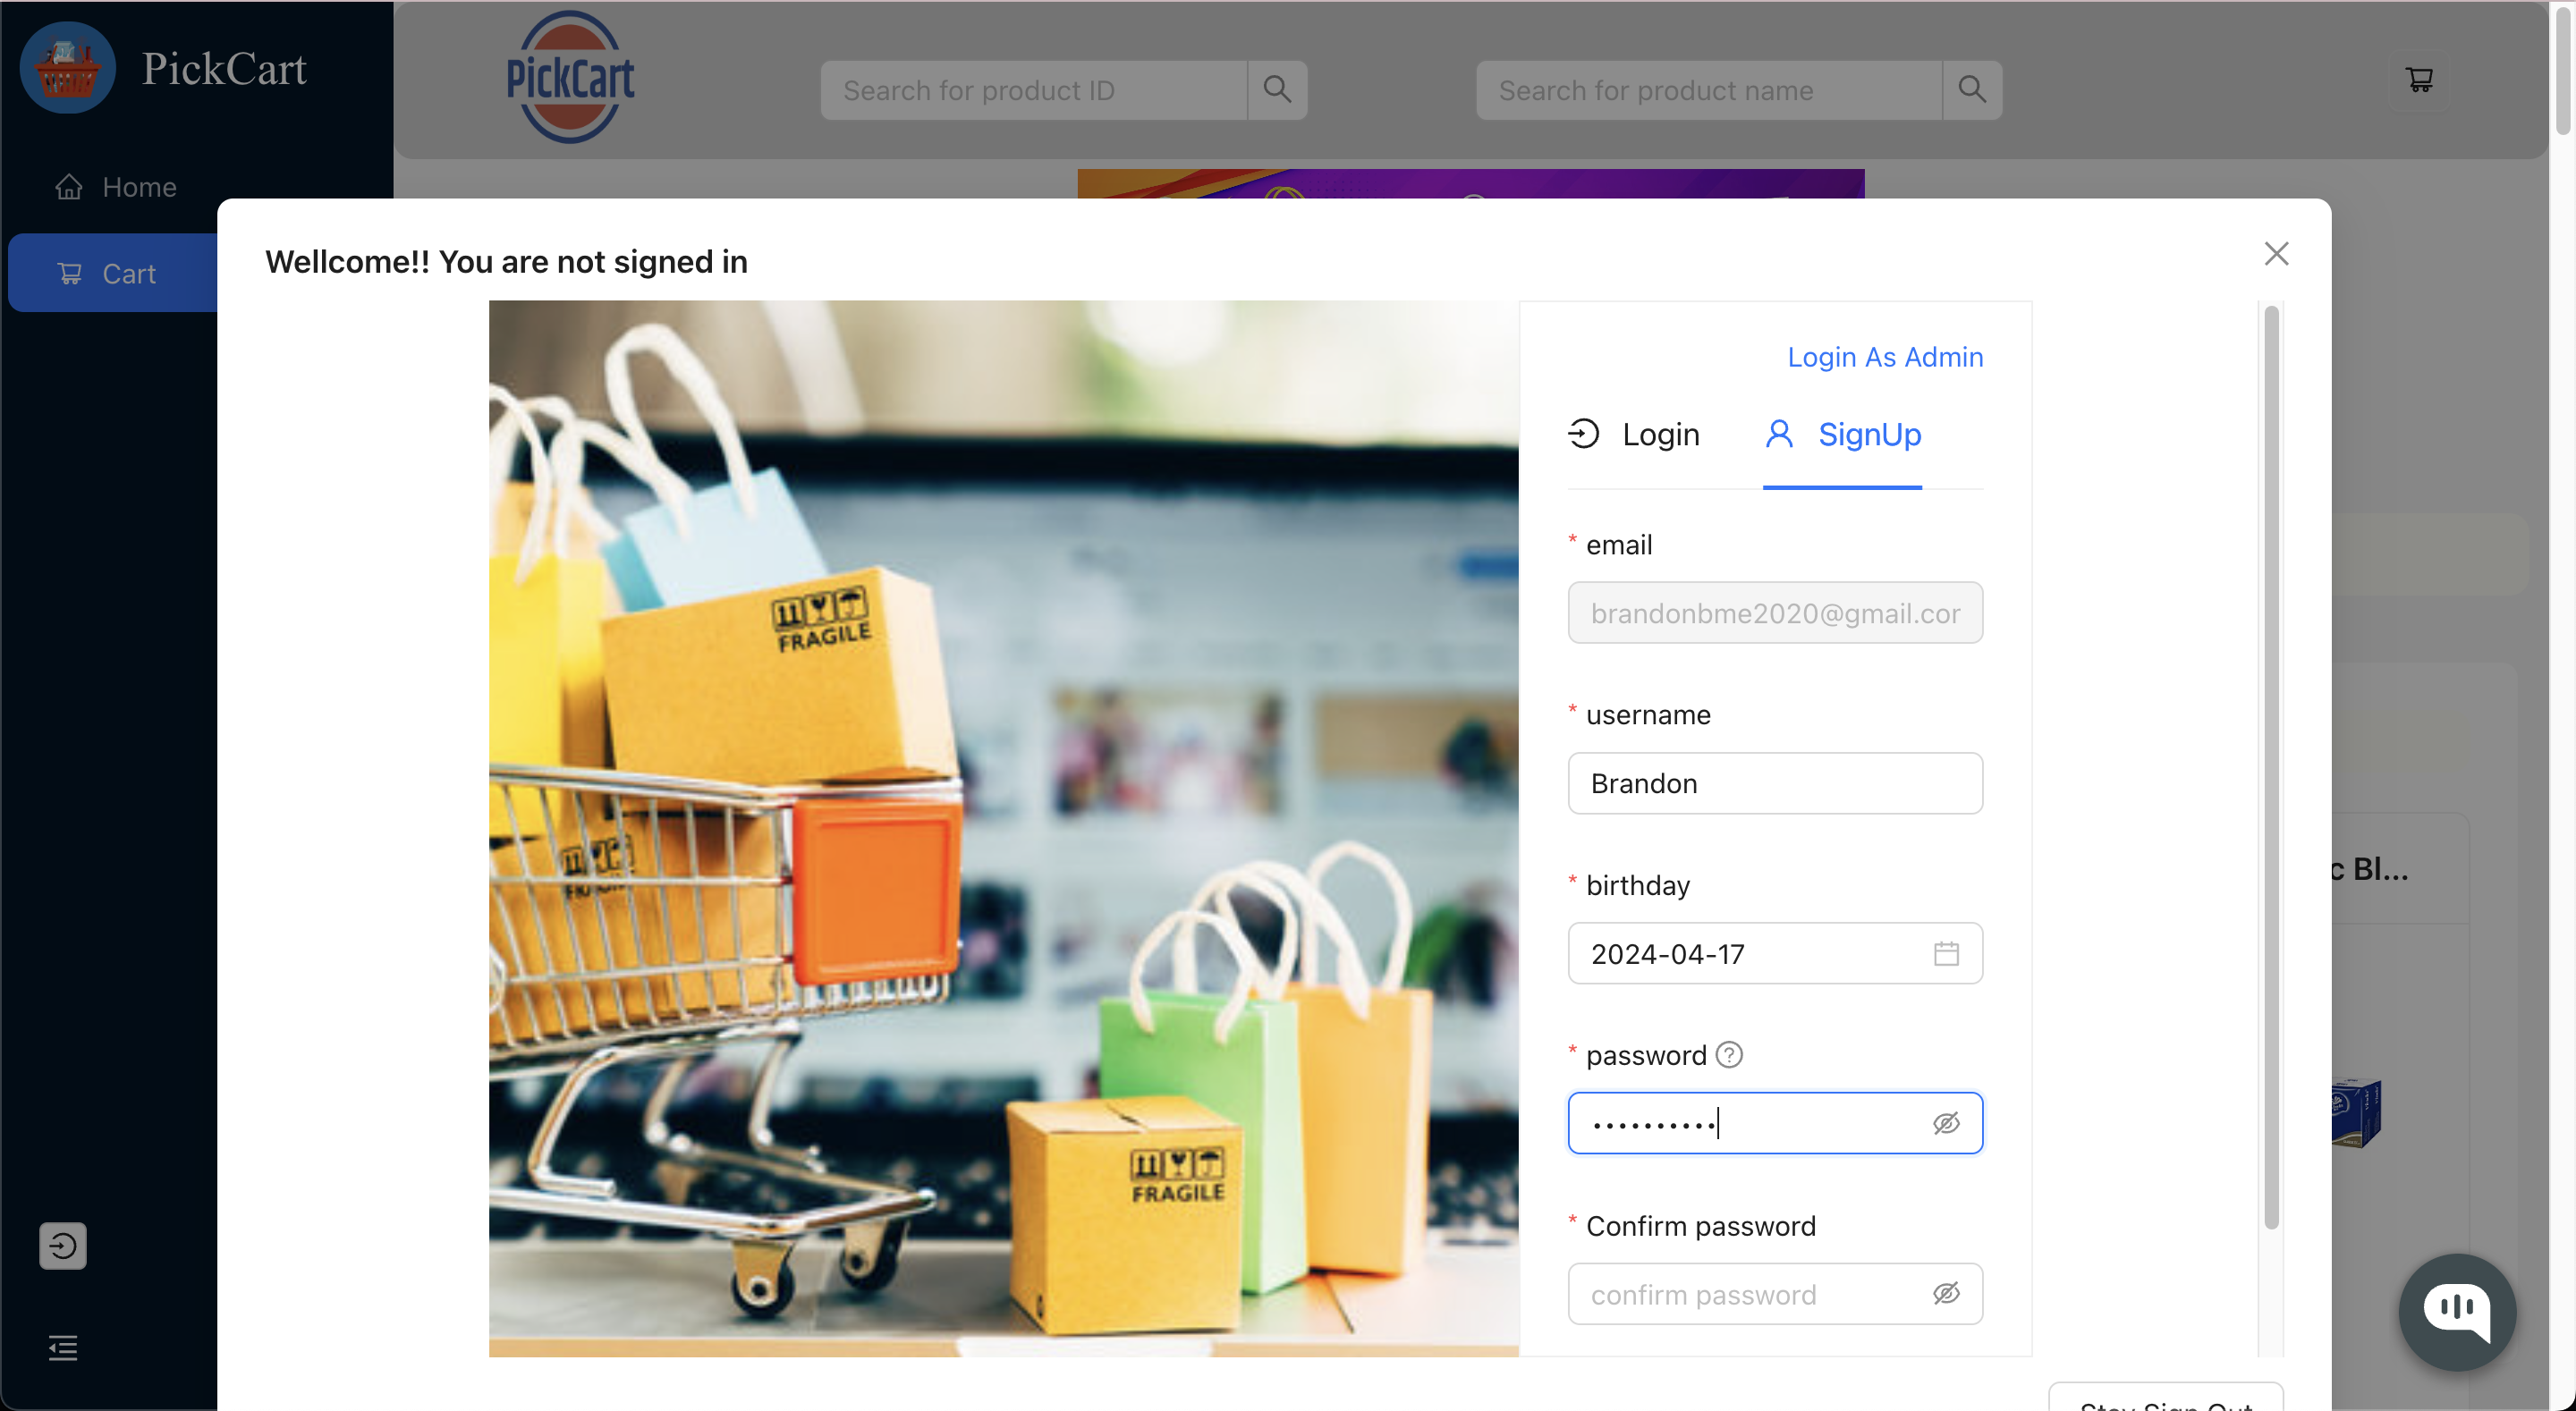 PickCart
PickCart
Search for product ID
Search for product name
Home
Cart
Wellcome!! You are not signed in
Login As Admin
Login
SignUp
* email
brandonbme2020@gmail.cor
* username
Brandon
* birthday
2024-04-17
* password
* Confirm password
confirm password
FRAGILE
FRAGILE
c Bl...